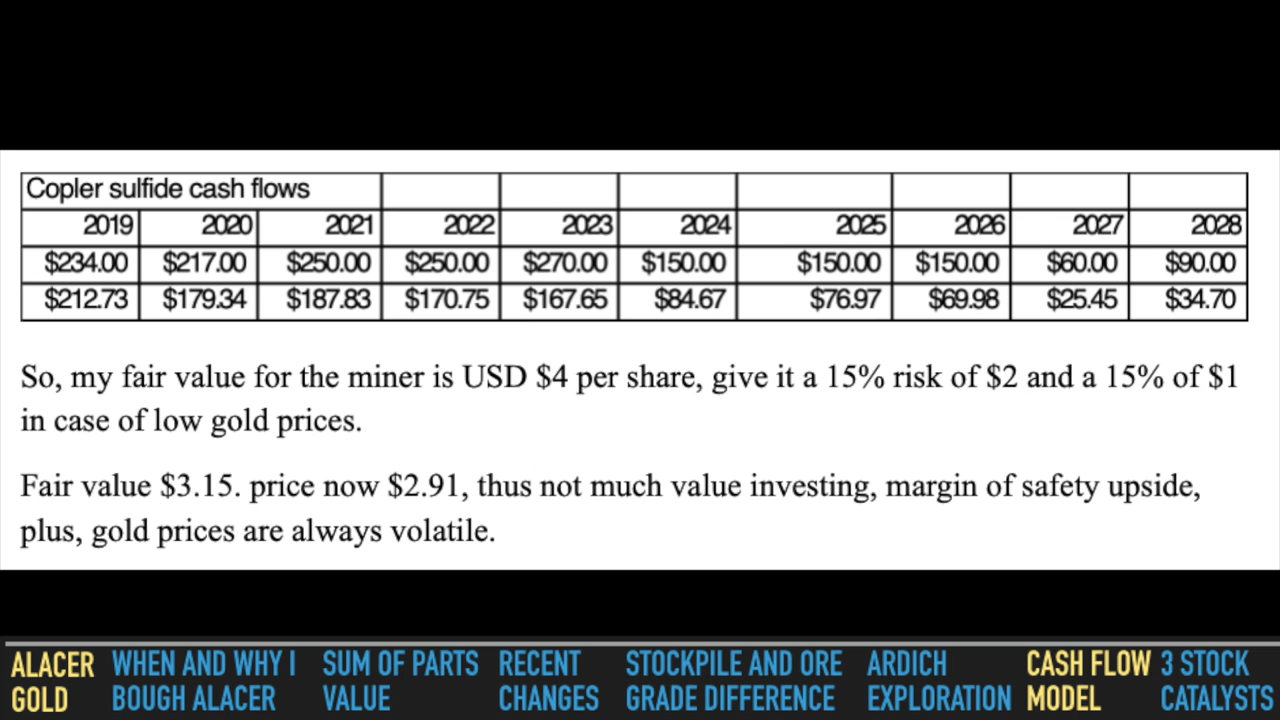 Copler sulfide cash flows
2019 2020 2021 2022 2023 2024 2025 2026 2027 2028
$234.00 $217.00 $250.00 $250.00 $270.00 $150.00 $150.00 $150.00 $60.00 $90.00
$212.73 $179.34 $187.83 $170.75 $167.65 $84.67 $76.97 $69.98 $25.45 $34.70
So, my fair value for the miner is USD $4 per share, give it a 15% risk of $2 and a 15% of $1
in case of low gold prices.
Fair value $3.15. price now $2.91, thus not much value investing, margin of safety upside,
plus, gold prices are always volatile.
ALACER
GOLD
WHEN AND WHY I
BOUGH ALACER
SUM OF PARTS
VALUE
RECENT
CHANGES
STOCKPILE AND ORE
GRADE DIFFERENCE
ARDICH
EXPLORATION
CASH FLOW
MODEL
3 STOCK
CATALYSTS